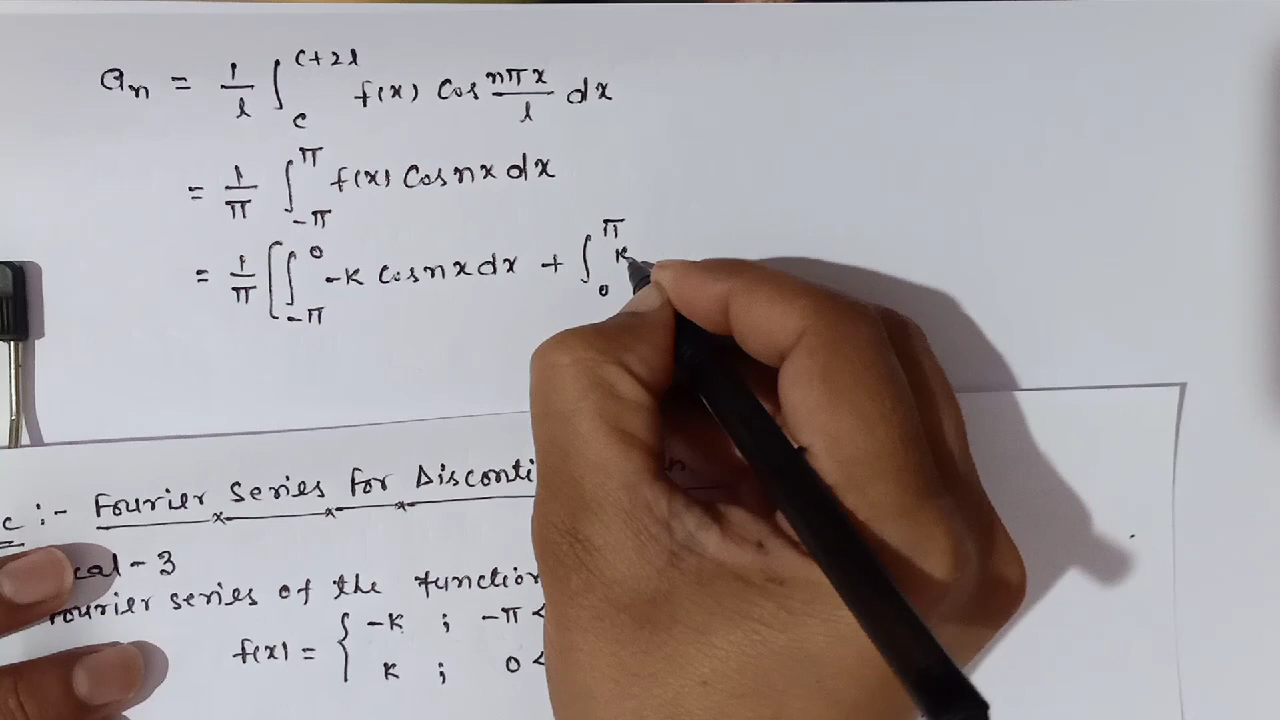 an = 1/l ∫_c^{c+2l} f(x) cos nπx/l dx
= 1/π ∫_{-π}^{π} f(x) cos nx dx
= 1/π [ ∫_{-π}^{0} -k cos nx dx + ∫_0^π k
c :- Fourier series for Disconti
cal - 3
Fourier series of the function
f(x) = { -k ; -π <
k ; 0 <